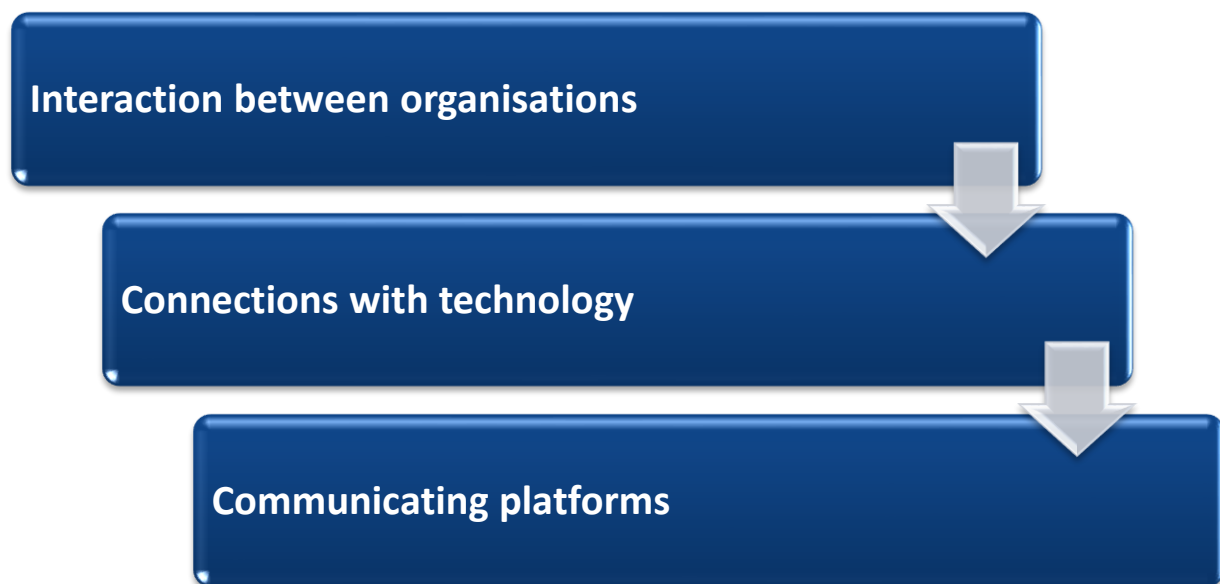 Interaction between organisations
Connections with technology
Communicating platforms